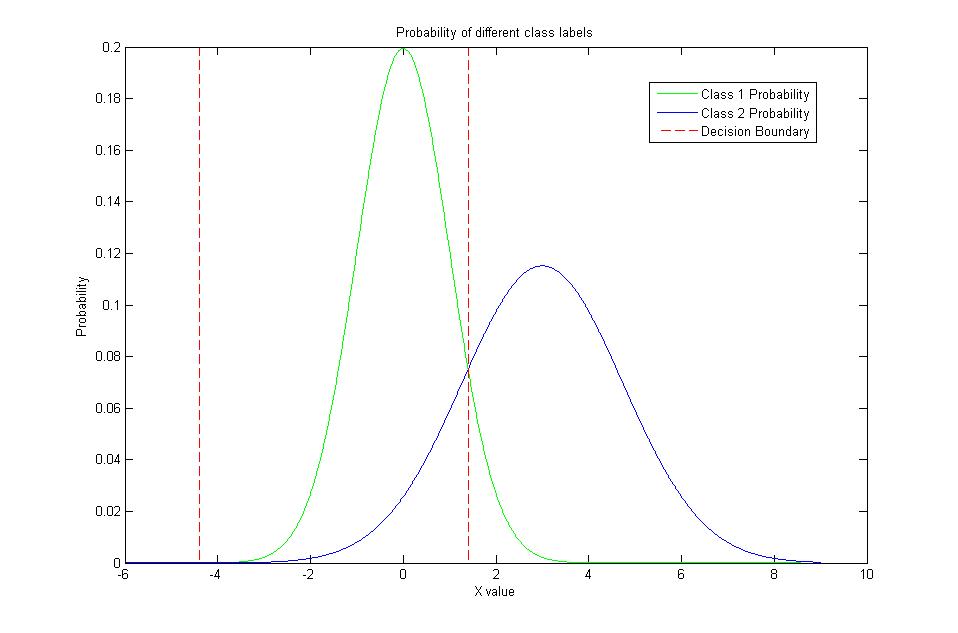 Probability of different class labels
0.2
0.18
0.16
0.14
0.12
0.1
0.08
0.06
0.04
0.02
0
Probability
Class 1 Probability
Class 2 Probability
Decision Boundary
-6 -4 -2 0 2 4 6 8 10
X value